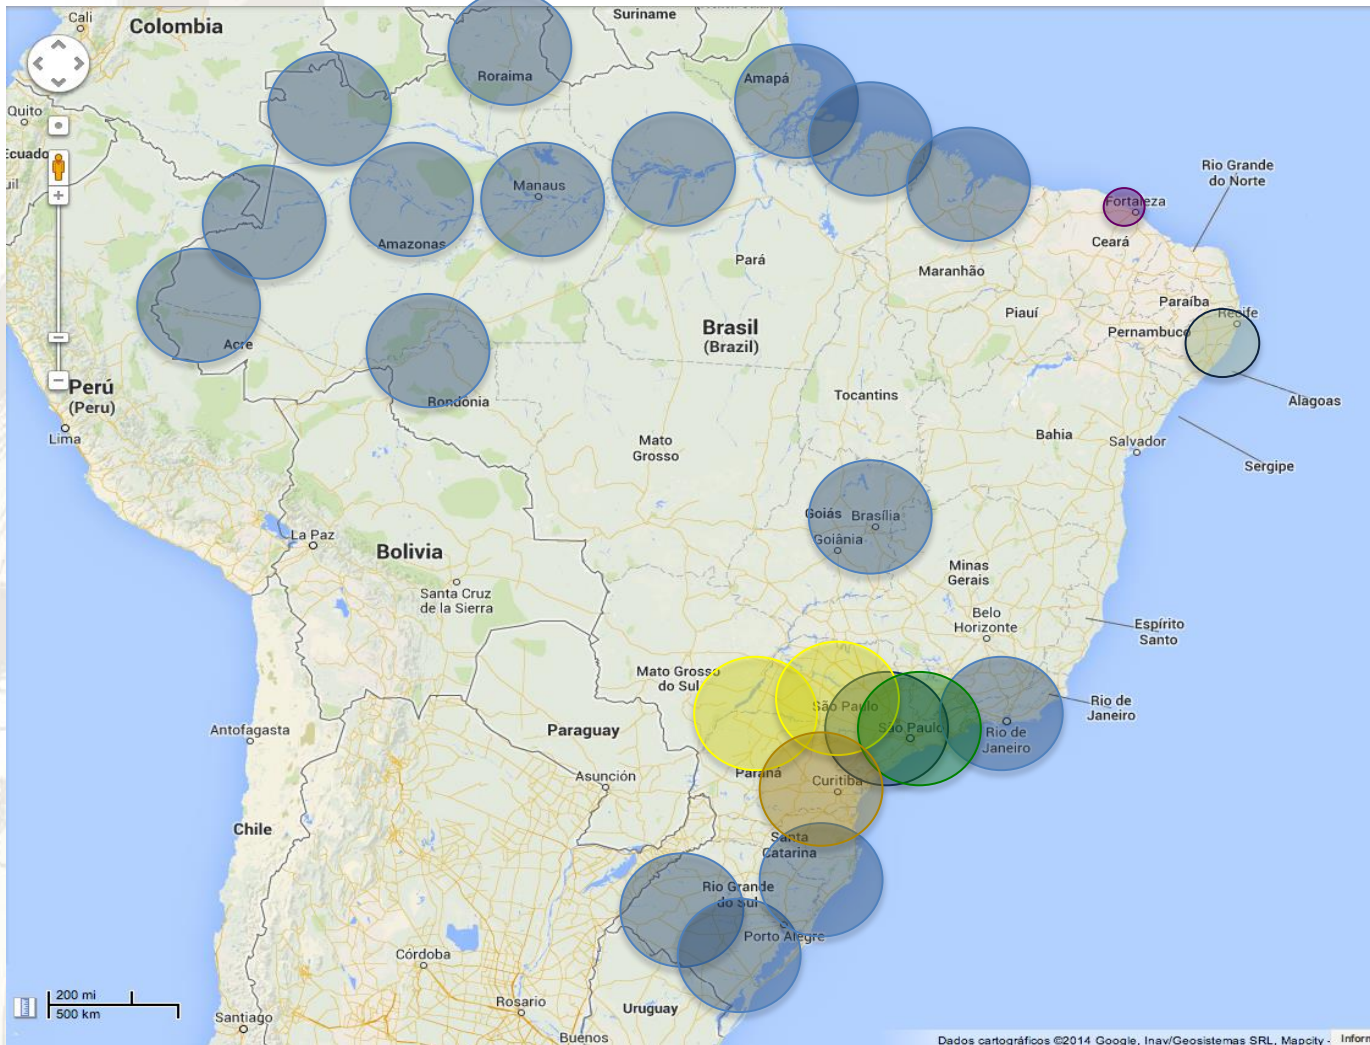 Cali
Colombia
Suriname
Roraima
Amapá
Quito
Ecuado
uil
Manaus
Amazonas
Fortaleza
Ceará
Rio Grande
do Norte
Pará
Maranhão
Piauí
Paraíba
Recife
Pernambuco
Brasil
(Brazil)
Acre
Rondonia
Perú
(Peru)
Lima
Tocantins
Alagoas
Mato
Grosso
Bahia
Salvador
Sergipe
Goiás
Brasília
Goiânia
La Paz
Bolivia
Santa Cruz
de la Sierra
Minas
Gerais
Belo
Horizonte
Espírito
Santo
Mato Grosso
do Sul
São Paulo
São Paulo
Rio de
Janeiro
Rio de
Janeiro
Antofagasta
Paraguay
Asunción
Paraná
Curitiba
Chile
Santa
Catarina
Rio Grande
do Sul
Porto Alegre
Córdoba
200 mi
500 km
Rosario
Uruguay
Santiago
Buenos
Dados cartográficos ©2014 Google, Inav/Geosistemas SRL, Mapcity -
Inforn